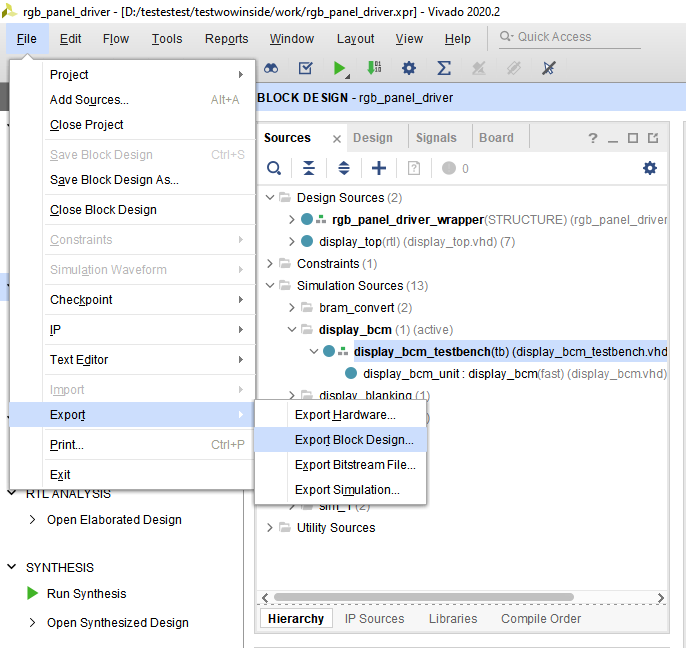 rgb_panel_driver - [D:/testestest/testwowinside/work/rgb_panel_driver.xpr] - Vivado 2020.2
File Edit Flow Tools Reports Window Layout View Help Quick Access
Project
Add Sources... Alt+A
Close Project
Save Block Design Ctrl+S
Save Block Design As...
Close Block Design
Constraints
Simulation Waveform
Checkpoint
IP
Text Editor
Import
Export
Print... Ctrl+P
Exit
Export Hardware...
Export Block Design...
Export Bitstream File...
Export Simulation...
RTL ANALYSIS
Open Elaborated Design
SYNTHESIS
Run Synthesis
Open Synthesized Design
BLOCK DESIGN - rgb_panel_driver
Sources Design Signals Board
0
Design Sources (2)
rgb_panel_driver_wrapper(STRUCTURE) (rgb_panel_driver
display_top(rtl) (display_top.vhd) (7)
Constraints (1)
Simulation Sources (13)
bram_convert (2)
display_bcm (1) (active)
display_bcm_testbench(tb) (display_bcm_testbench.vhd
display_bcm_unit : display_bcm(fast) (display_bcm.vhd)
display_blanking (1)
sim_1 (2)
Utility Sources
Hierarchy IP Sources Libraries Compile Order